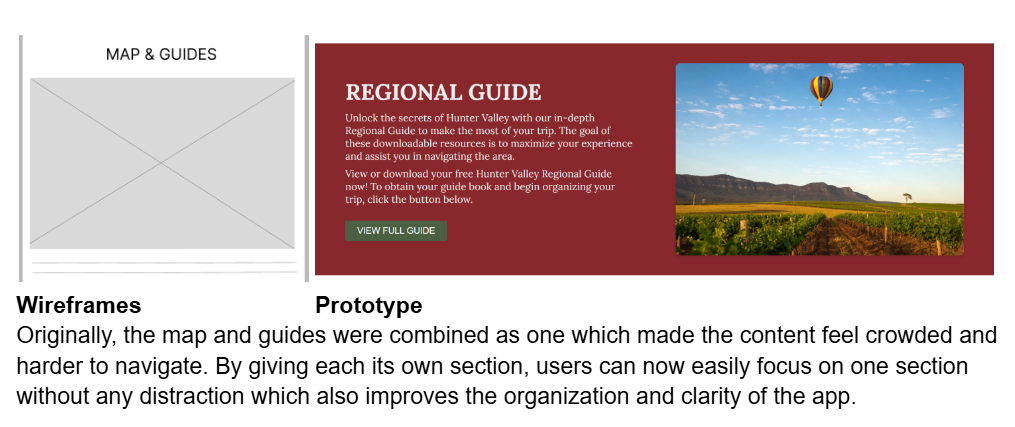 MAP & GUIDES
REGIONAL GUIDE
Unlock the secrets of Hunter Valley with our in-depth
Regional Guide to make the most of your trip. The goal of
these downloadable resources is to maximize your experience
and assist you in navigating the area.
View or download your free Hunter Valley Regional Guide
now! To obtain your guide book and begin organizing your
trip, click the button below.
VIEW FULL GUIDE
Wireframes
Prototype
Originally, the map and guides were combined as one which made the content feel crowded and
harder to navigate. By giving each its own section, users can now easily focus on one section
without any distraction which also improves the organization and clarity of the app.